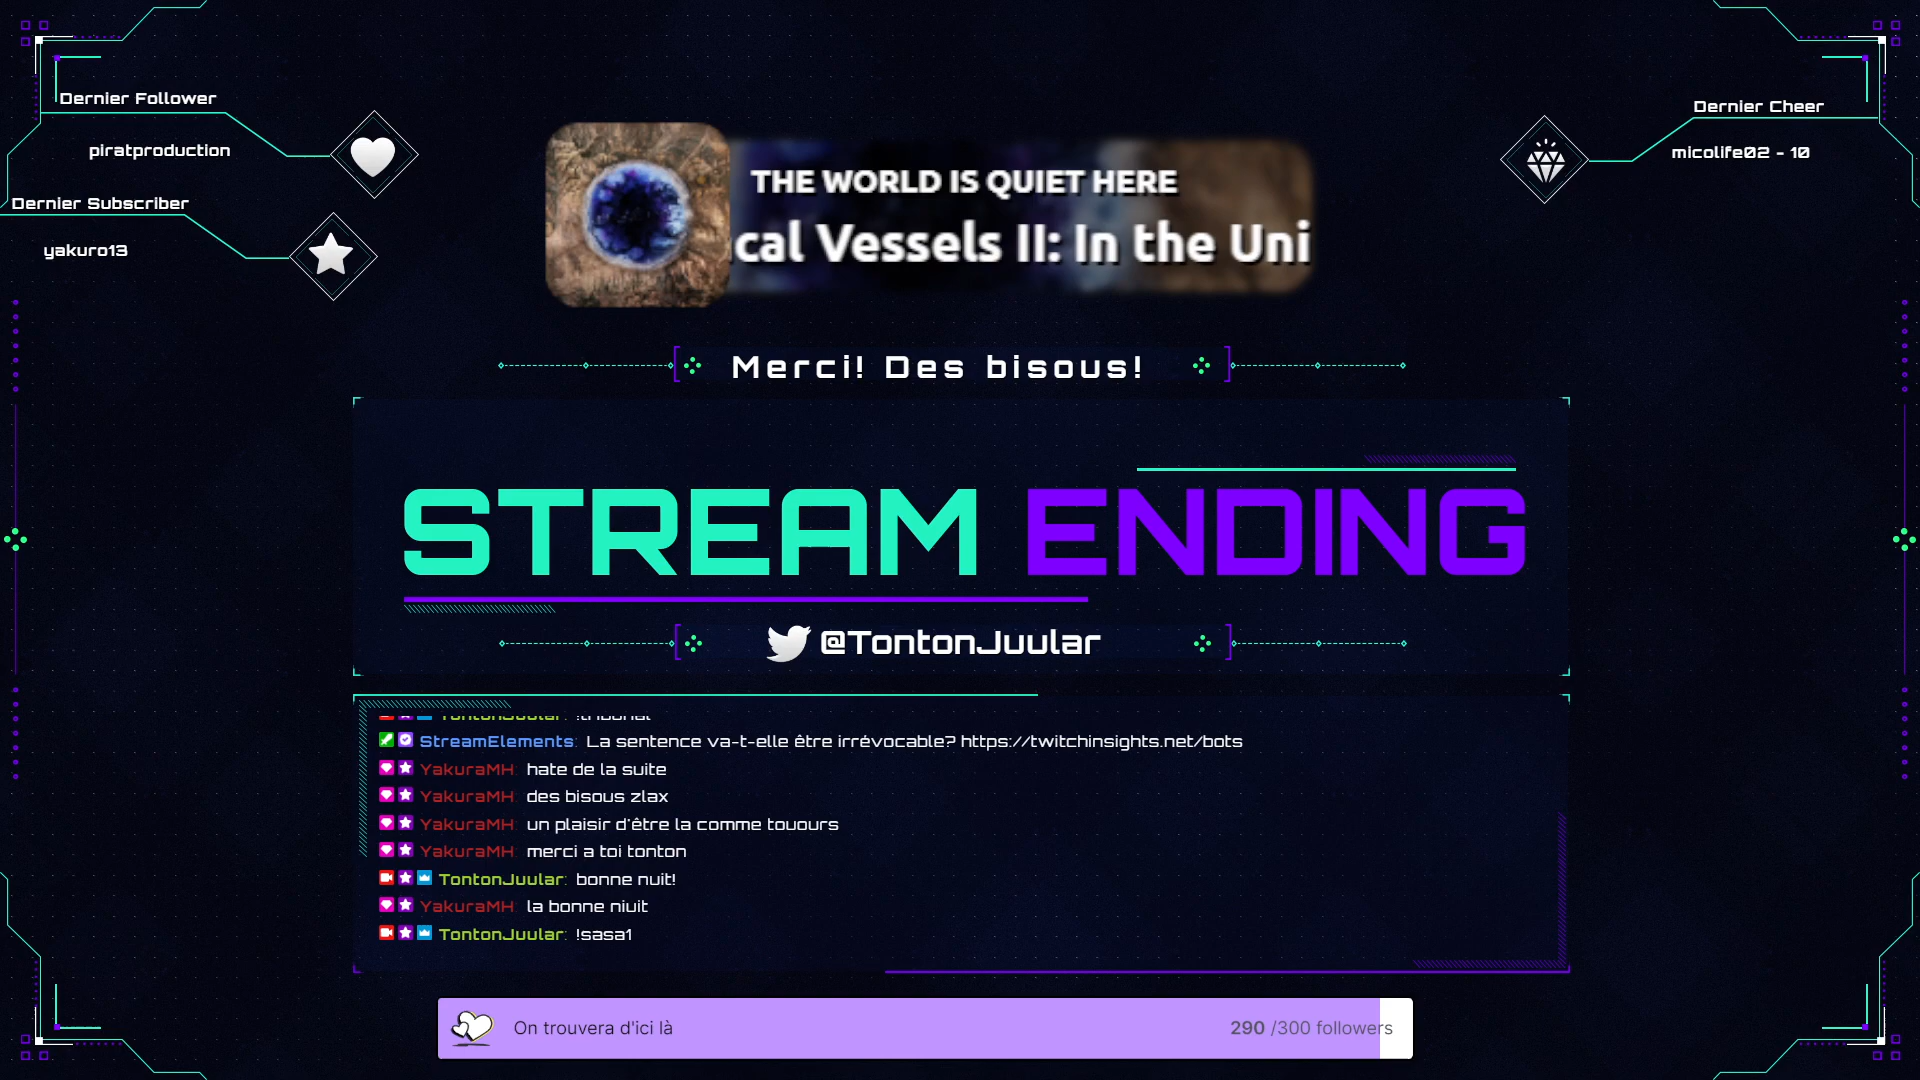 Dernier Follower
piratproduction
Dernier Subscriber
yakuro13
Dernier Cheer
micolife02 - 10
THE WORLD IS QUIET HERE
cal Vessels II: In the Uni
Merci! Des bisous!
STREAM ENDING
@TontonJuular
TontonJuular: !tribunal
StreamElements: La sentence va-t-elle être irrévocable? https://twitchinsights.net/bots
YakuraMH: hate de la suite
YakuraMH: des bisous zlax
YakuraMH: un plaisir d'être la comme touours
YakuraMH: merci a toi tonton
TontonJuular: bonne nuit!
YakuraMH: la bonne niuit
TontonJuular: !sasa1
On trouvera d'ici là
290 /300 followers